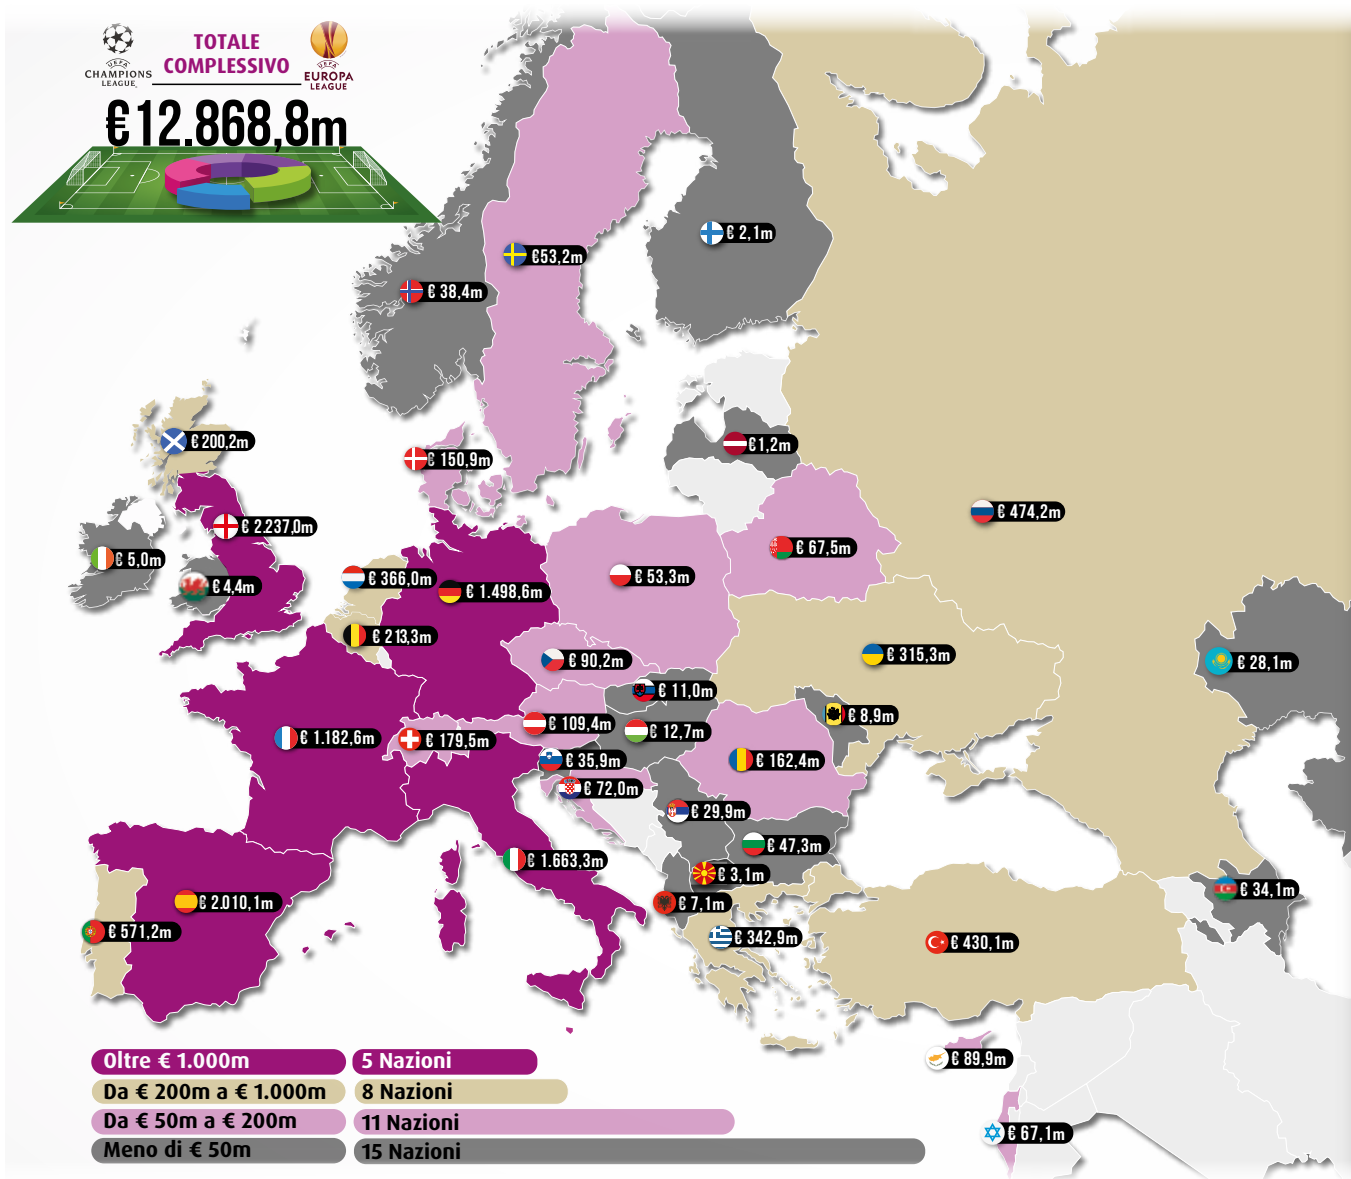 TOTALE
COMPLESSIVO
UEFA
CHAMPIONS
LEAGUE
UEFA
EUROPA
LEAGUE
€12.868,8m
€ 2,1m
€53,2m
€ 38,4m
€ 200,2m
€ 150,9m
€1,2m
€ 474,2m
€ 2.237,0m
€ 5,0m
€ 4,4m
€ 366,0m
€ 1.498,6m
€ 53,3m
€ 67,5m
€ 213,3m
€ 90,2m
€ 315,3m
€ 28,1m
€ 11,0m
€ 8,9m
€ 109,4m
€ 12,7m
€ 1.182,6m
€ 179,5m
€ 35,9m
€ 162,4m
€ 72,0m
€ 29,9m
€ 47,3m
€ 1.663,3m
€ 3,1m
€ 34,1m
€ 2.010,1m
€ 7,1m
€ 571,2m
€ 342,9m
€ 430,1m
€ 89,9m
€ 67,1m
Oltre € 1.000m 5 Nazioni
Da € 200m a € 1.000m 8 Nazioni
Da € 50m a € 200m 11 Nazioni
Meno di € 50m 15 Nazioni